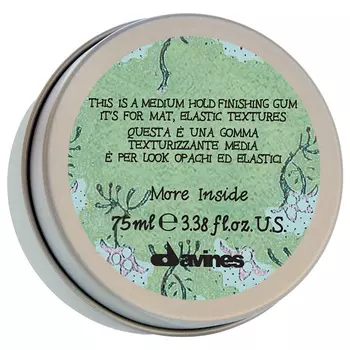 THIS IS A MEDIUM HOLD FINISHING GUM
IT'S FOR MAT, ELASTIC TEXTURES
QUESTA È UNA GOMMA
TEXTURIZZANTE MEDIA
È PER LOOK OPACHI ED ELASTICI
More Inside
75ml e 3.38 fl.oz.U.S.
davines